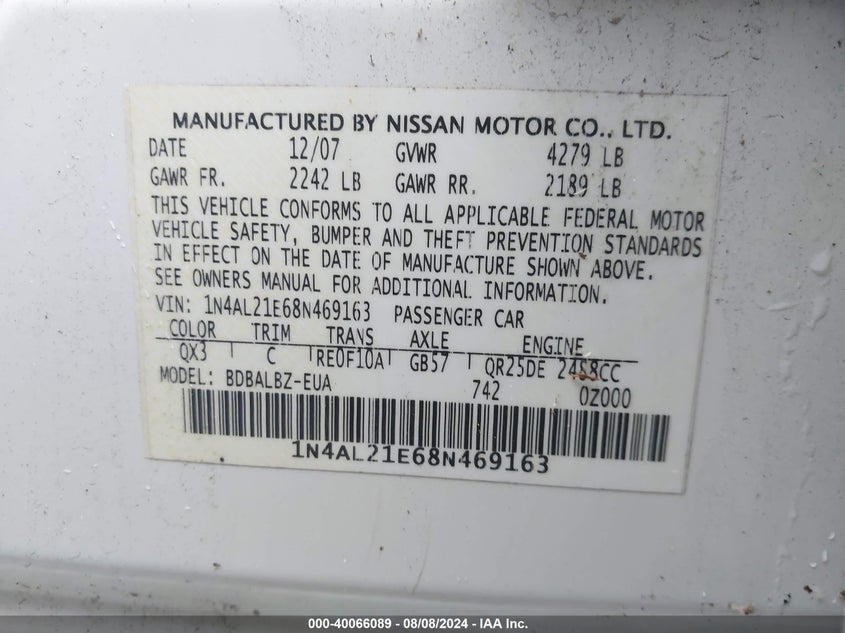 MANUFACTURED BY NISSAN MOTOR CO., LTD.
DATE 12/07 GVWR 4279 LB
GAWR FR. 2242 LB GAWR RR. 2189 LB
THIS VEHICLE CONFORMS TO ALL APPLICABLE FEDERAL MOTOR
VEHICLE SAFETY, BUMPER AND THEFT PREVENTION STANDARDS
IN EFFECT ON THE DATE OF MANUFACTURE SHOWN ABOVE.
SEE OWNERS MANUAL FOR ADDITIONAL INFORMATION.
VIN: 1N4AL21E68N469163 PASSENGER CAR
COLOR TRIM TRANS AXLE ENGINE
QX3 C RE0F10A GB57 QR25DE 2488CC
MODEL: BDBALBZ-EUA 742 0Z000
1N4AL21E68N469163
000-40066089 - 08/08/2024 - IAA Inc.